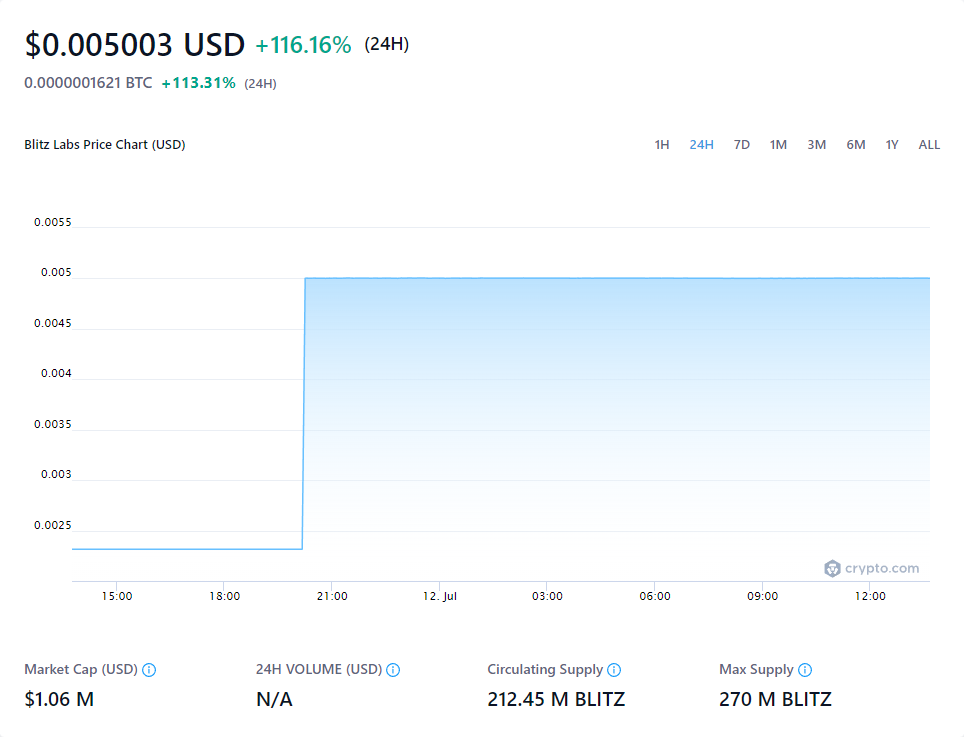 $0.005003 USD +116.16% (24H)
0.0000001621 BTC +113.31% (24H)
Blitz Labs Price Chart (USD) 1H 24H 7D 1M 3M 6M 1Y ALL
0.0055
0.005
0.0045
0.004
0.0035
0.003
0.0025
crypto.com
15:00 18:00 21:00 12. Jul 03:00 06:00 09:00 12:00
Market Cap (USD) 24H VOLUME (USD) Circulating Supply Max Supply
$1.06 M N/A 212.45 M BLITZ 270 M BLITZ